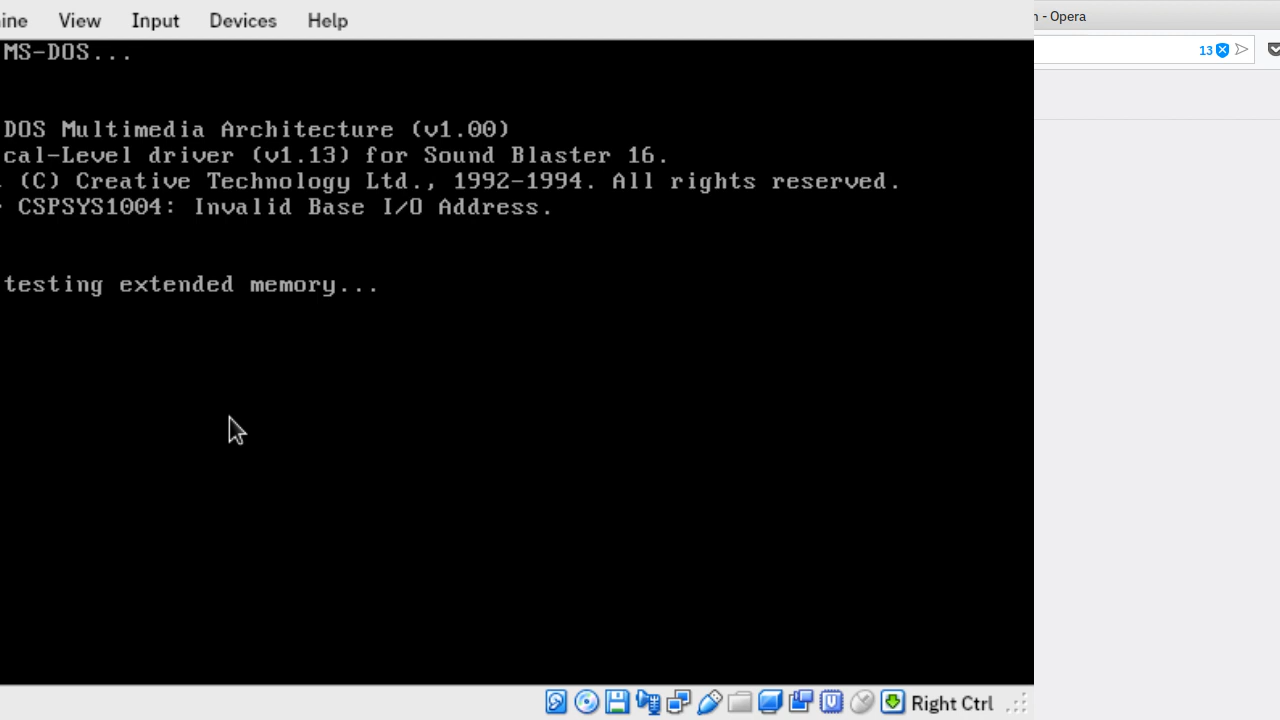 ine View Input Devices Help
n - Opera
13
MS-DOS...
DOS Multimedia Architecture (v1.00)
cal-Level driver (v1.13) for Sound Blaster 16.
(C) Creative Technology Ltd., 1992-1994. All rights reserved.
CSPSYS1004: Invalid Base I/O Address.
testing extended memory...
Right Ctrl